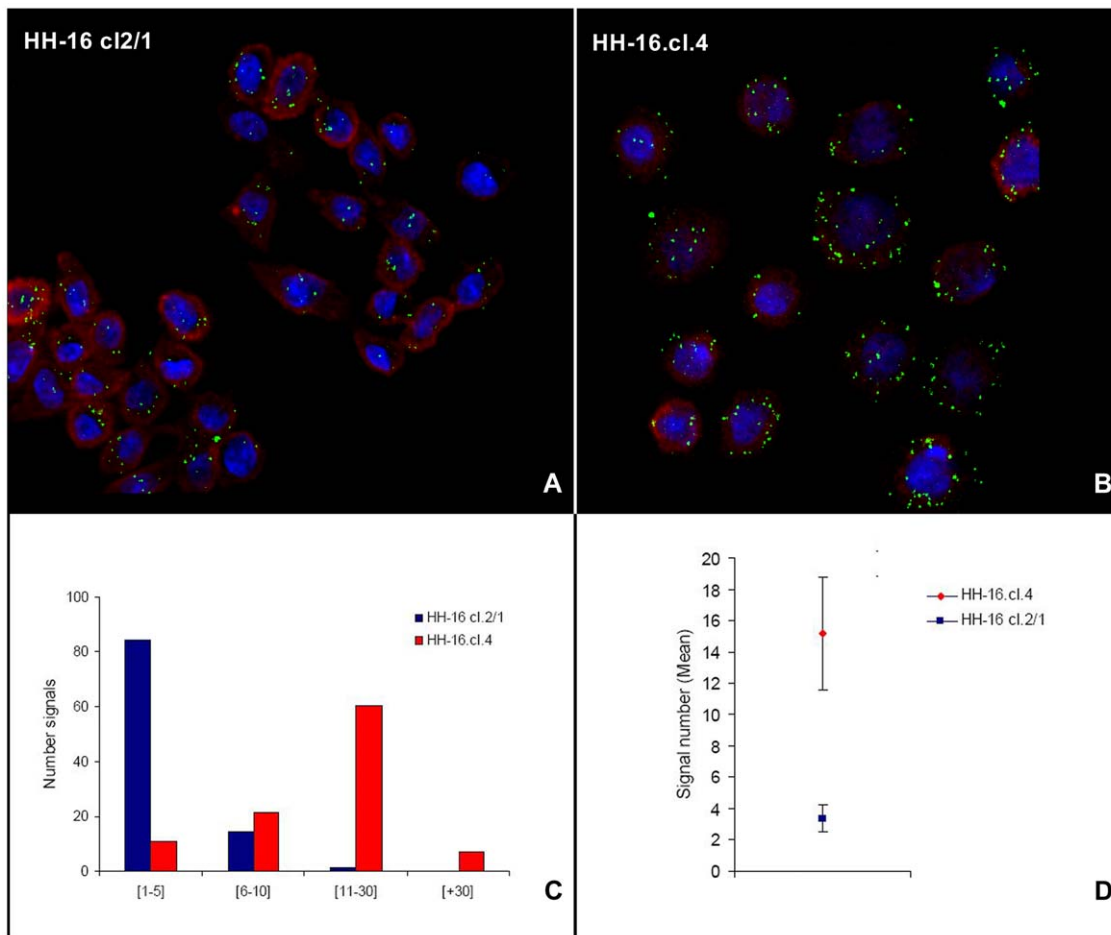 HH-16 cl2/1
A
HH-16.cl.4
B
Number signals
100
80
60
40
20
0
[1-5]
[6-10]
[11-30]
[+30]
HH-16 cl.2/1
HH-16.cl.4
C
Signal number (Mean)
20
18
16
14
12
10
8
6
4
2
0
HH-16.cl.4
HH-16 cl.2/1
D